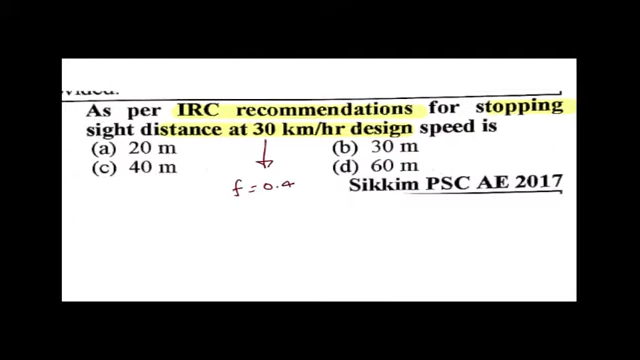 As per IRC recommendations for stopping
sight distance at 30 km/hr design speed is
(a) 20 m (b) 30 m
(c) 40 m (d) 60 m
f = 0.4
Sikkim PSC AE 2017